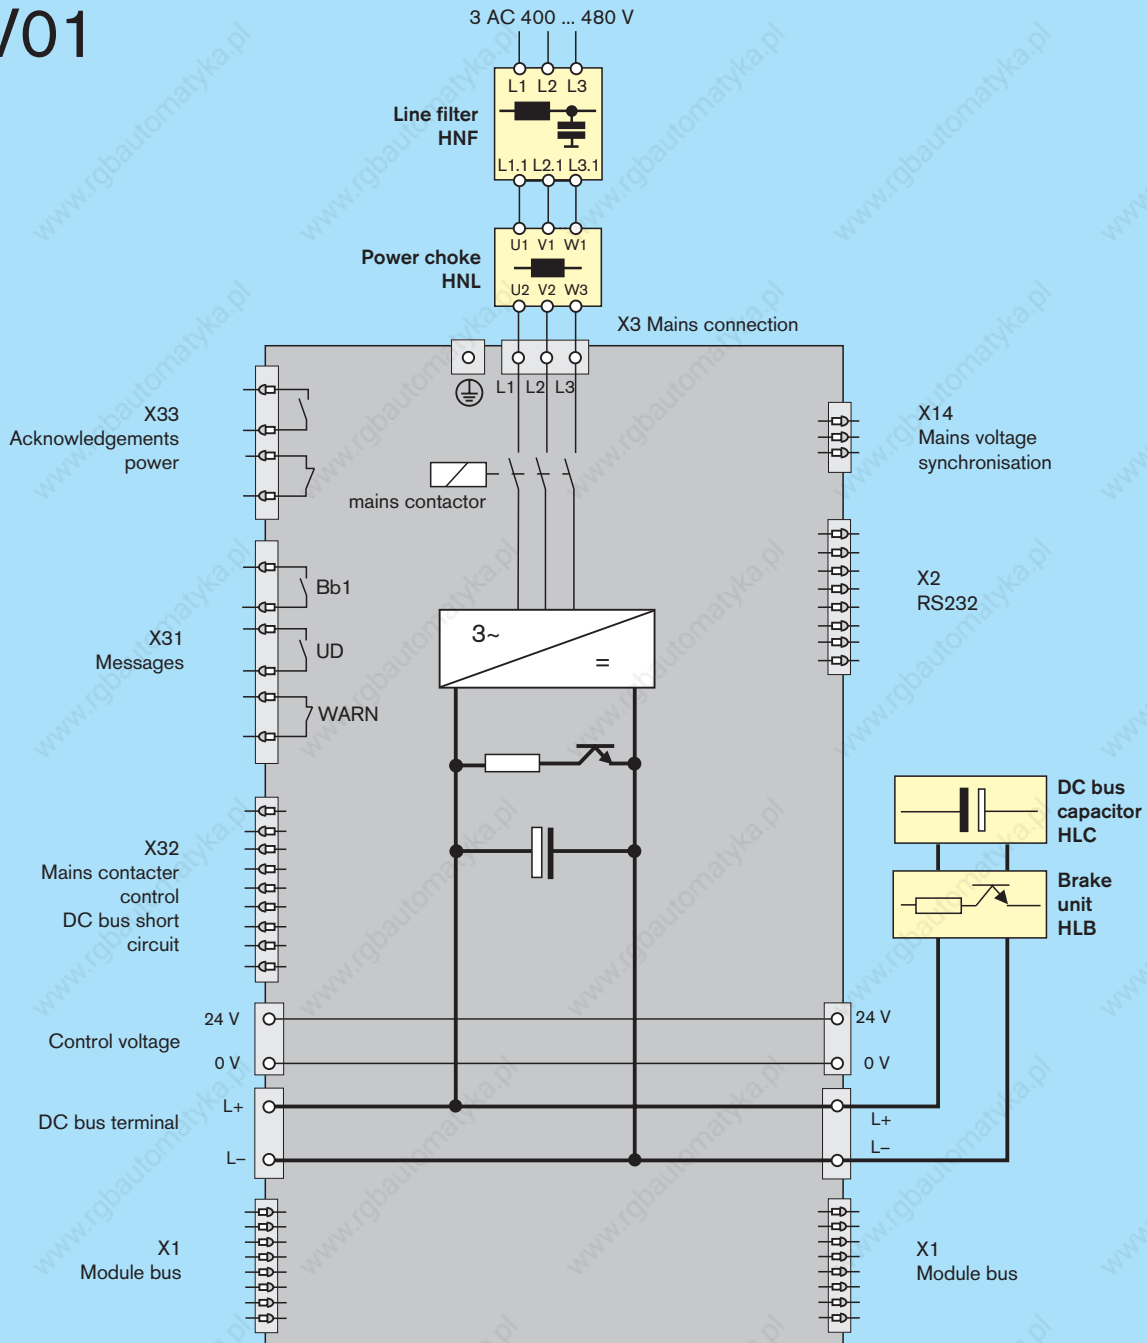 V01
3 AC 400 ... 480 V
L1 L2 L3
Line filter
HNF
L1.1 L2.1 L3.1
Power choke
HNL
U1 V1 W1
U2 V2 W3
X3 Mains connection
L1 L2 L3
X33
Acknowledgements
power
mains contactor
X14
Mains voltage
synchronisation
X31
Messages
Bb1
UD
WARN
3~
=
X2
RS232
X32
Mains contacter
control
DC bus short
circuit
DC bus
capacitor
HLC
Brake
unit
HLB
Control voltage
24 V
0 V
24 V
0 V
DC bus terminal
L+
L–
L+
L–
X1
Module bus
X1
Module bus
www.rgbautomatyka.pl